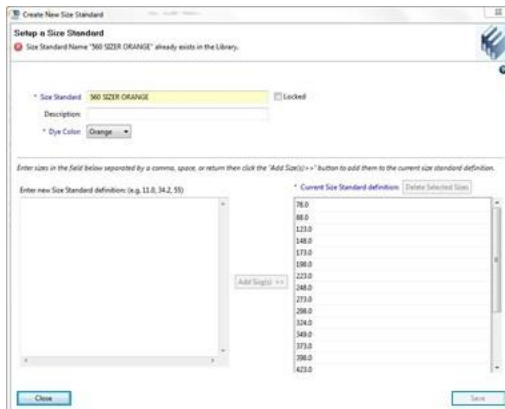 Create New Size Standard
Setup a Size Standard
Size Standard Name "560 SIZER ORANGE" already exists in the Library.
* Size Standard 560 SIZER ORANGE Locked
Description:
* Dye Color: Orange
Enter sizes in the field below separated by a comma, space, or return then click the "Add Size(s)>>" button to add them to the current size standard definition.
Enter new Size Standard definition: (e.g, 11.0, 34.2, 55)
* Current Size Standard definition: Delete Selected Sizes
78.0
88.0
123.0
148.0
173.0
198.0
223.0
Add Size(s) >>
248.0
273.0
298.0
324.0
349.0
373.0
398.0
423.0
Close Save